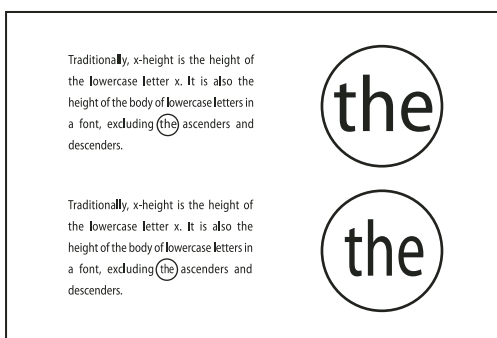 Traditionally, x-height is the height of
the lowercase letter x. It is also the
height of the body of lowercase letters in
a font, excluding the ascenders and
descenders.
the
Traditionally, x-height is the height of
the lowercase letter x. It is also the
height of the body of lowercase letters in
a font, excluding the ascenders and
descenders.
the